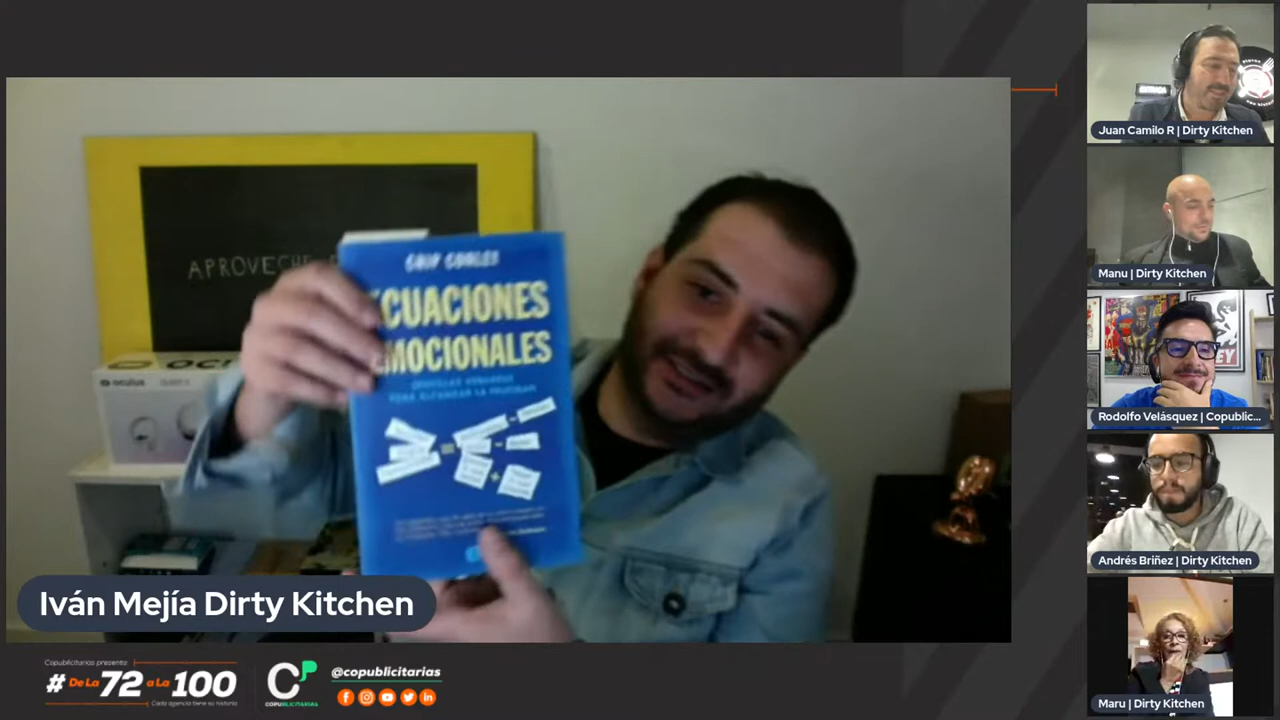 APROVECHE
oculus
CHIP CONLEY
ECUACIONES
EMOCIONALES
Iván Mejía Dirty Kitchen
Copublicitarias presenta:
# De La 72 a La 100
Cada agencia tiene su historia
CP
COPUBLICITARIAS
@copublicitarias
Juan Camilo R | Dirty Kitchen
Manu | Dirty Kitchen
Rodolfo Velásquez | Copublic...
Andrés Briñez | Dirty Kitchen
Maru | Dirty Kitchen